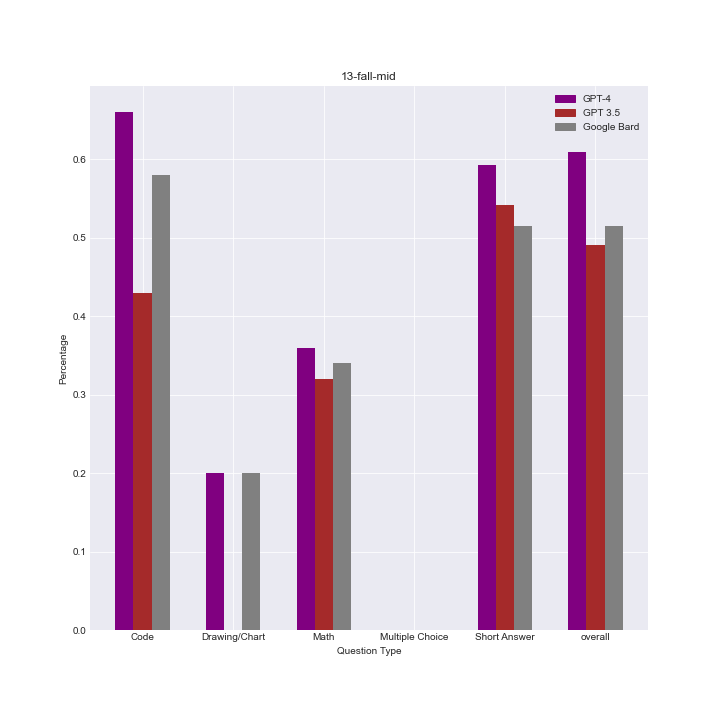 13-fall-mid
GPT-4
GPT 3.5
Google Bard
Percentage
0.6
0.5
0.4
0.3
0.2
0.1
0.0
Code
Drawing/Chart
Math
Multiple Choice
Short Answer
overall
Question Type